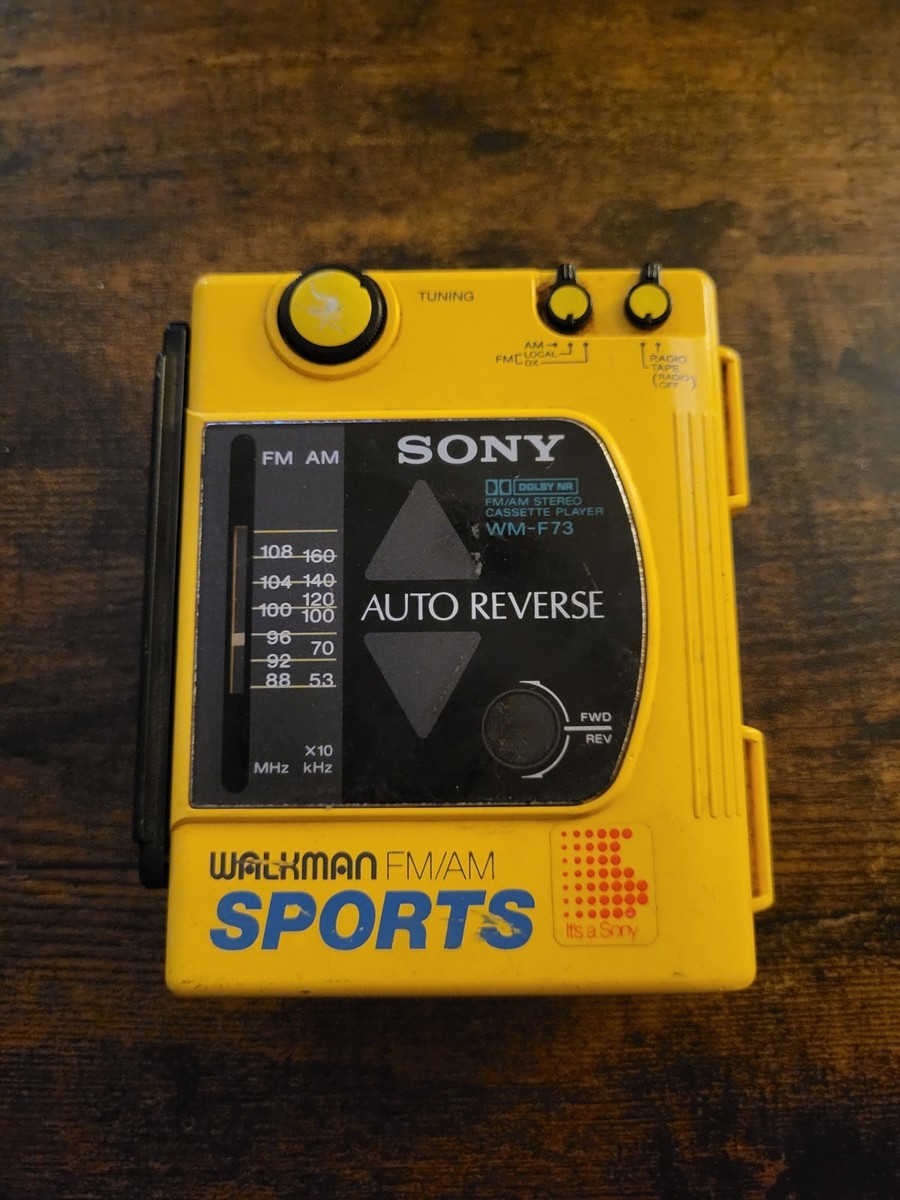 TUNING
AM
FM LOCAL
DX
RADIO
TAPE
(RADIO OFF)
FM AM
108 160
104 140
120
100 100
96
70
92
88 53
X10
MHz kHz
SONY
DOLBY NR
FM/AM STEREO
CASSETTE PLAYER
WM-F73
AUTO REVERSE
FWD
REV
WALKMAN FM/AM
SPORTS
It's a Sony